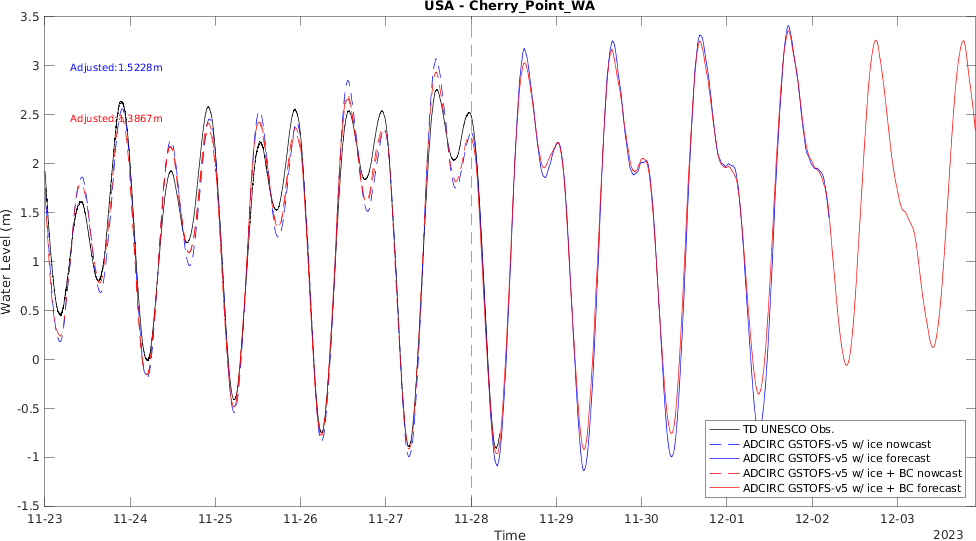 USA - Cherry_Point_WA
3.5
3
2.5
2
1.5
1
0.5
0
-0.5
-1
-1.5
Water Level (m)
Adjusted:1.5228m
Adjusted:1.3867m
TD UNESCO Obs.
ADCIRC GSTOFS-v5 w/ ice nowcast
ADCIRC GSTOFS-v5 w/ ice forecast
ADCIRC GSTOFS-v5 w/ ice + BC nowcast
ADCIRC GSTOFS-v5 w/ ice + BC forecast
11-23 11-24 11-25 11-26 11-27 11-28 11-29 11-30 12-01 12-02 12-03
Time
2023